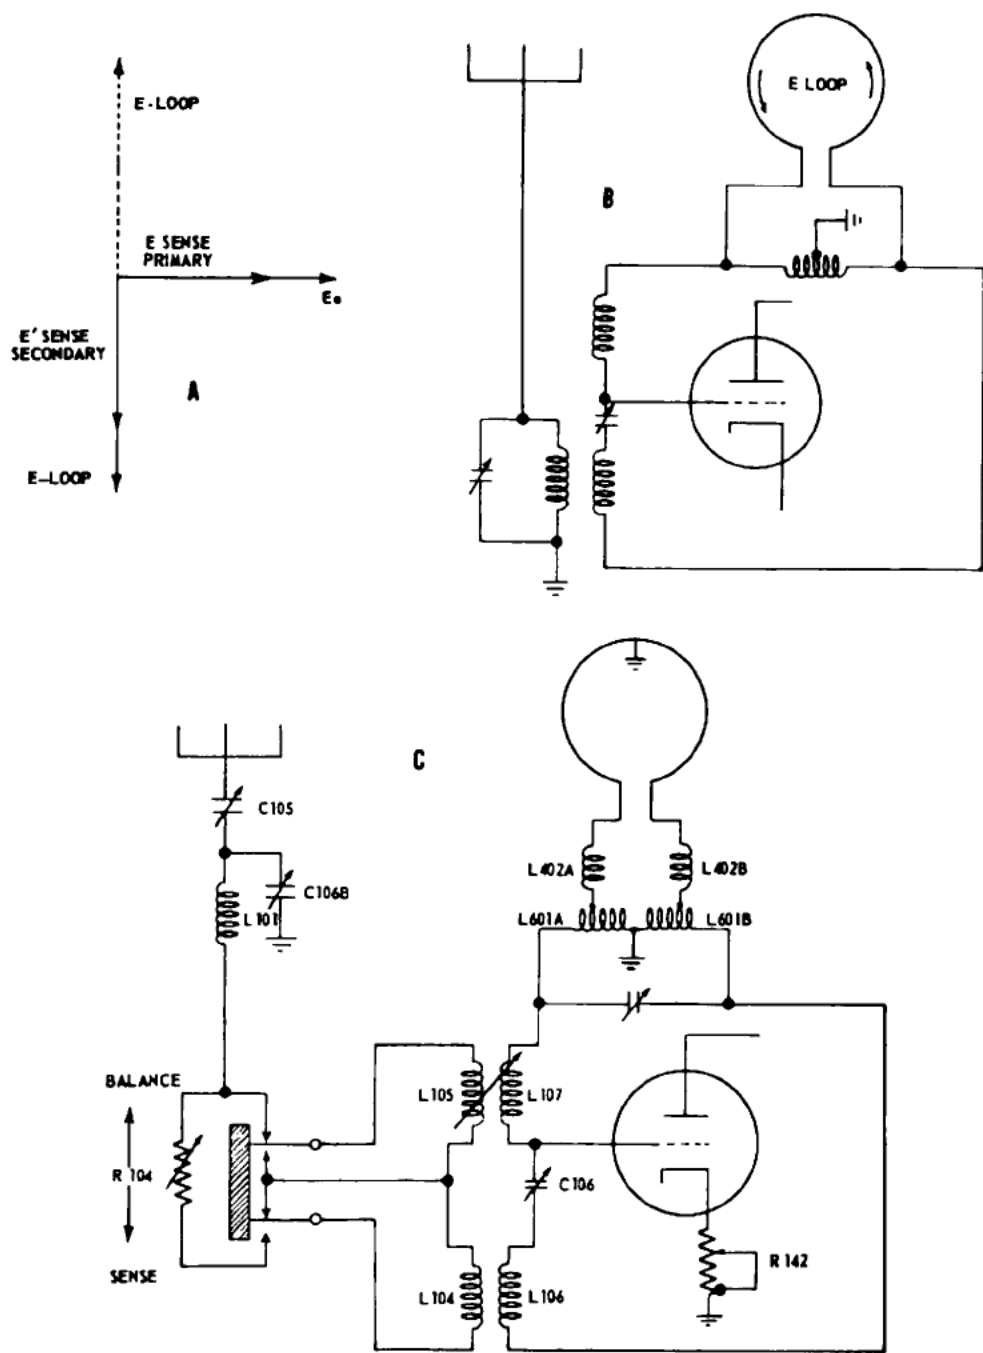 E-LOOP
E SENSE
PRIMARY
Eo
E' SENSE
SECONDARY
A
E-LOOP
B
E LOOP
C
C105
C106B
L101
L402A
L402B
L601A
L601B
BALANCE
R 104
SENSE
L105
L107
C106
L104
L106
R142